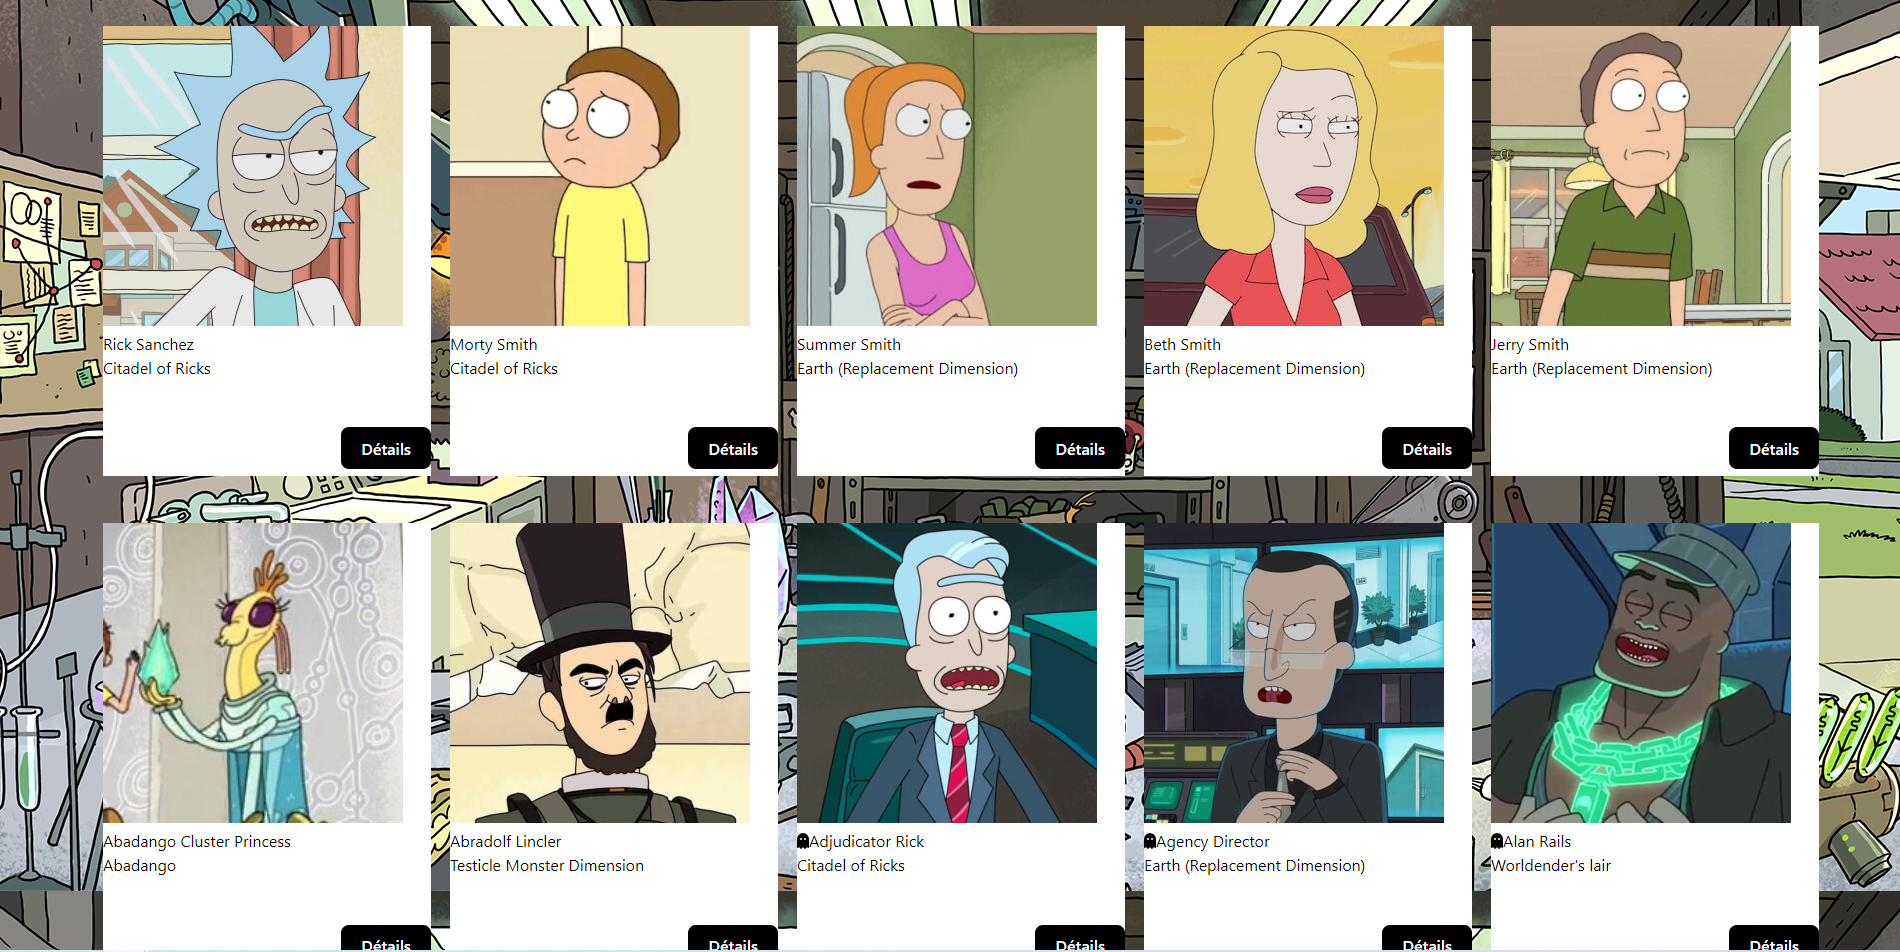 Rick Sanchez
Citadel of Ricks
Détails
Morty Smith
Citadel of Ricks
Détails
Summer Smith
Earth (Replacement Dimension)
Détails
Beth Smith
Earth (Replacement Dimension)
Détails
Jerry Smith
Earth (Replacement Dimension)
Détails
Abadango Cluster Princess
Abadango
Détails
Abradolf Lincler
Testicle Monster Dimension
Détails
Adjudicator Rick
Citadel of Ricks
Détails
Agency Director
Earth (Replacement Dimension)
Détails
Alan Rails
Worldender's lair
Détails